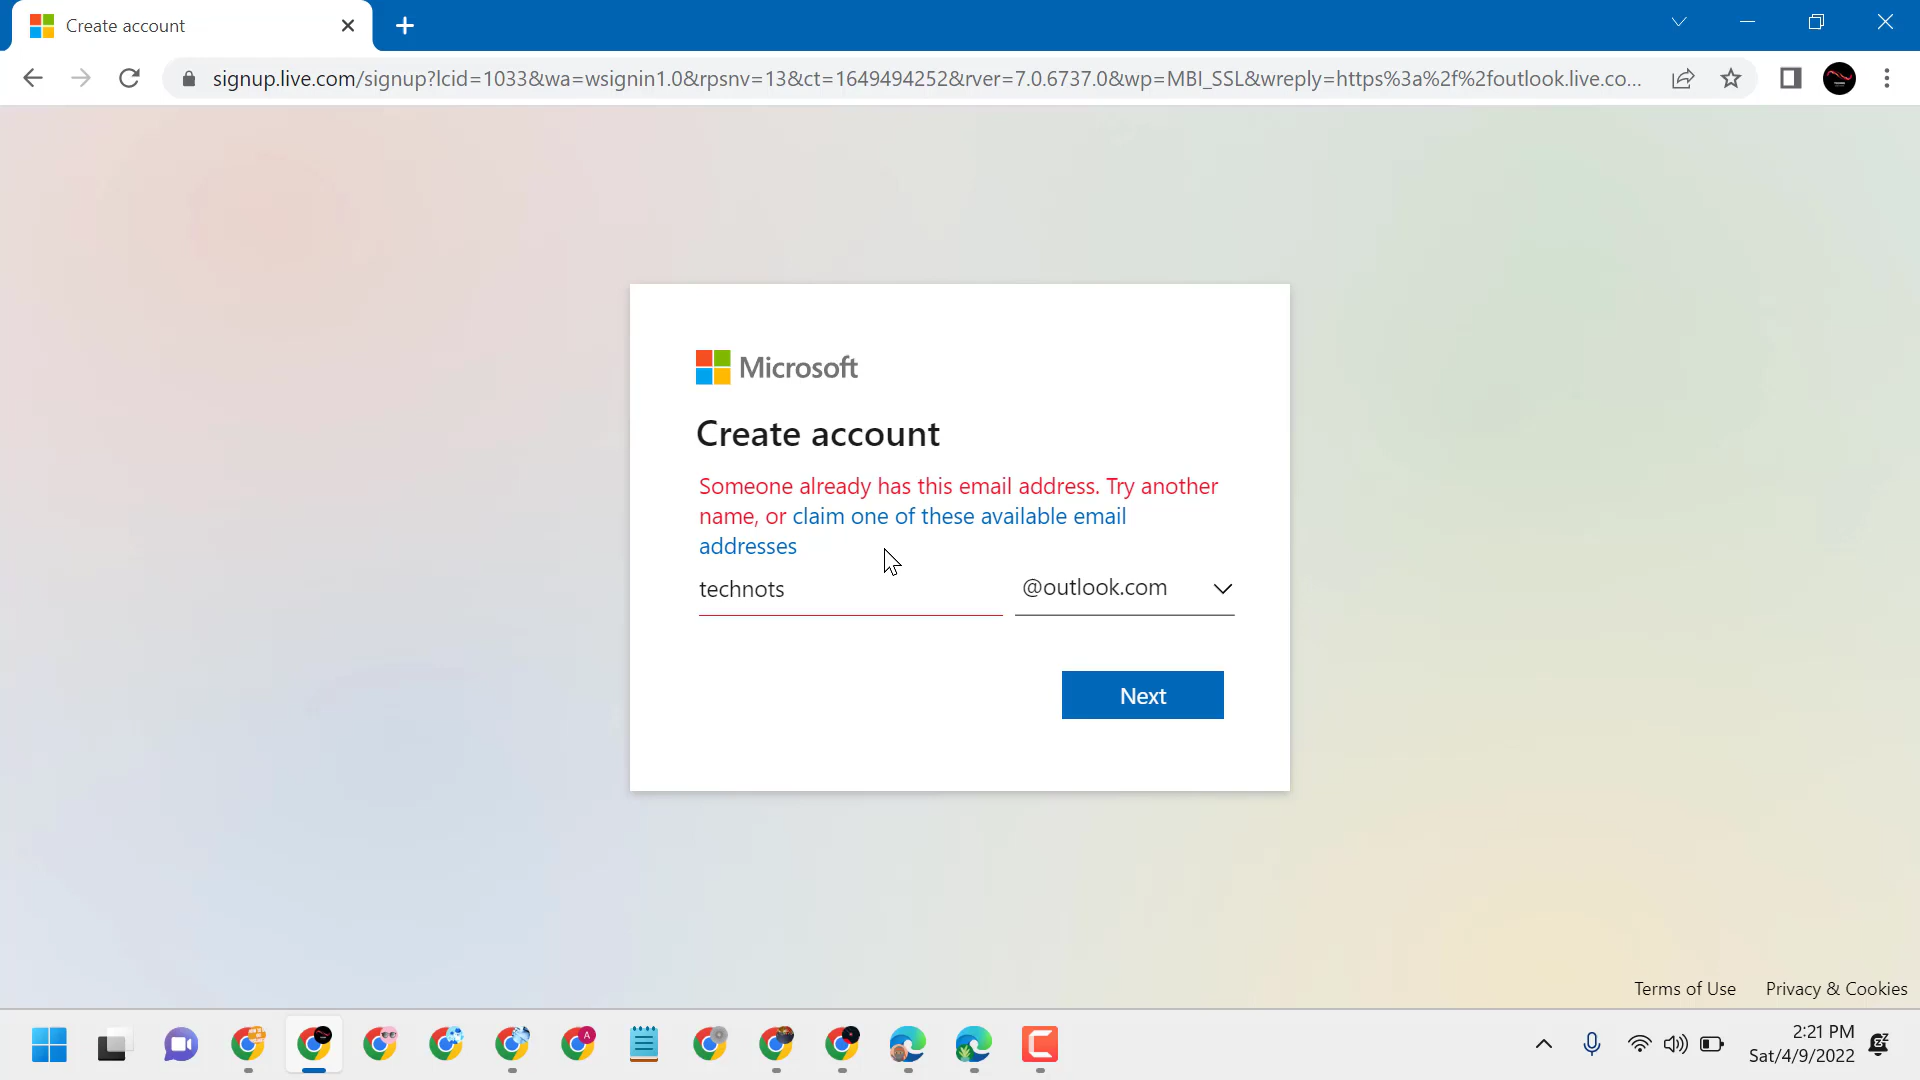 Create account
signup.live.com/signup?lcid=1033&wa=wsignin1.0&rpsnv=13&ct=1649494252&rver=7.0.6737.0&wp=MBI_SSL&wreply=https%3a%2f%2foutlook.live.co...
Microsoft
Create account
Someone already has this email address. Try another
name, or claim one of these available email
addresses
technots @outlook.com
Next
Terms of Use Privacy & Cookies
A
2:21 PM
Sat/4/9/2022